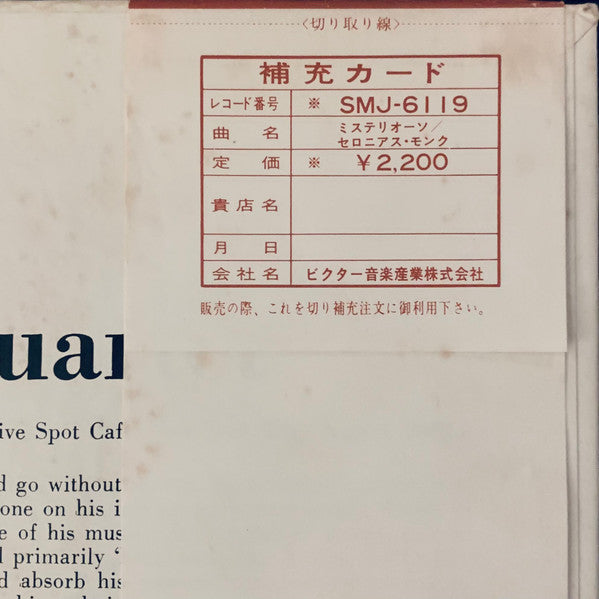 〈切り取り線〉
補充カード
レコード番号 ※ SMJ-6119
曲名 ミステリオーソ/
セロニアス・モンク
定価 ※ ¥2,200
貴店名
月日
会社名 ビクター音楽産業株式会社
販売の際、これを切り補充注文に御利用下さい。
uar
ive Spot Caf
d go without
one on his i
e of his mus
l primarily “
d absorb his